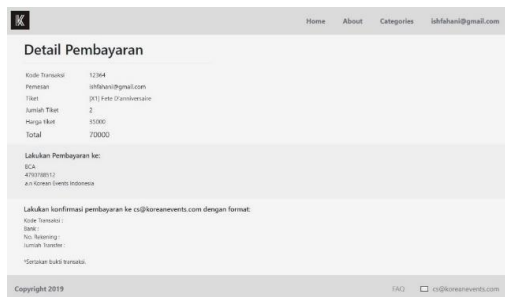 K
Home About Categories ishfahani@gmail.com
Detail Pembayaran
Kode Transaksi 12364
Pemesan ishfahani@gmail.com
Tiket [X1] Fete D'anniversaire
Jumlah Tiket 2
Harga tiket 35000
Total 70000
Lakukan Pembayaran ke:
BCA
4790788512
a.n Korean Events Indonesia
Lakukan konfirmasi pembayaran ke cs@koreanevents.com dengan format:
Kode Transaksi :
Bank :
No. Rekening :
Jumlah Transfer :
*Sertakan bukti transaksi.
Copyright 2019 FAQ cs@koreanevents.com